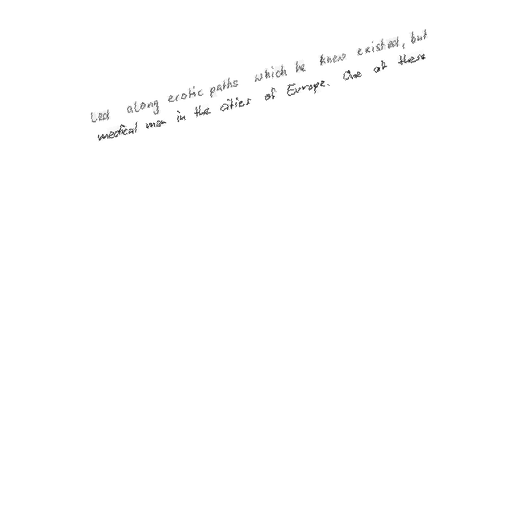 led along erotic paths which he knew existed, but
medical men in the cities of Europe. One of these